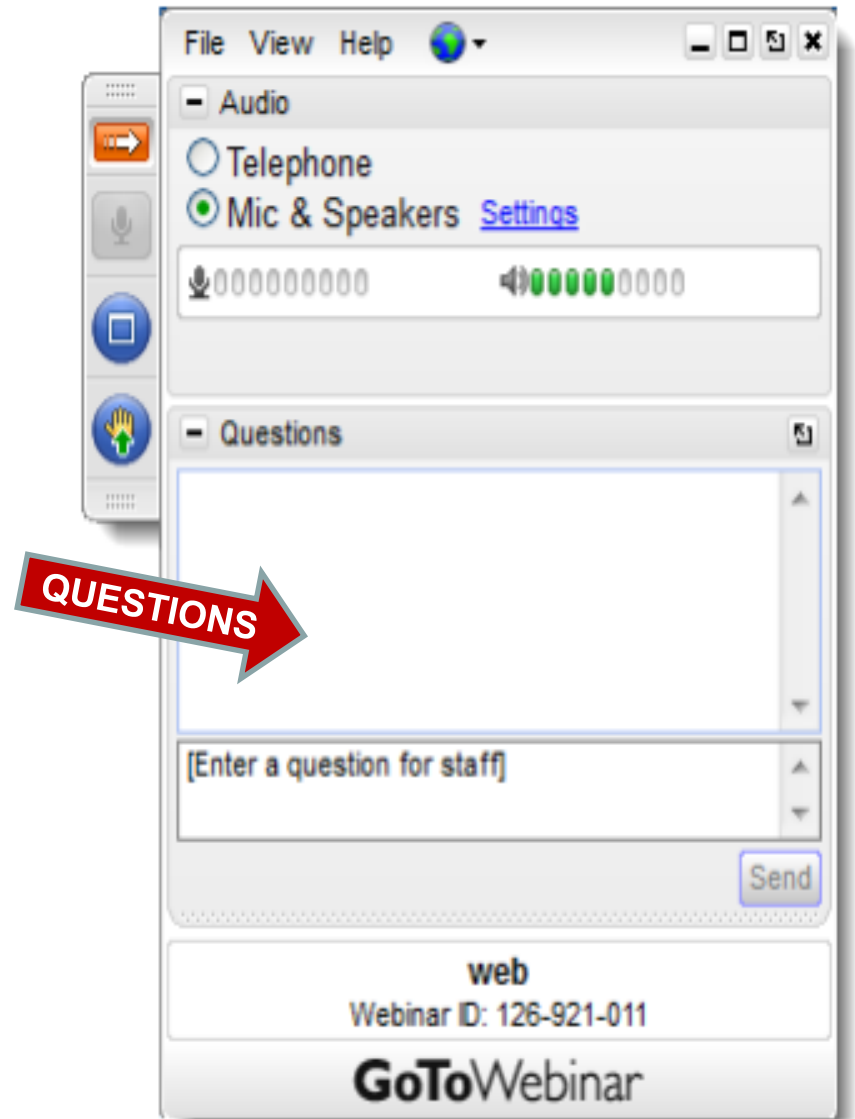 File View Help
Audio
Telephone
Mic & Speakers Settings
Questions
QUESTIONS
[Enter a question for staff]
Send
web
Webinar ID: 126-921-011
GoToWebinar